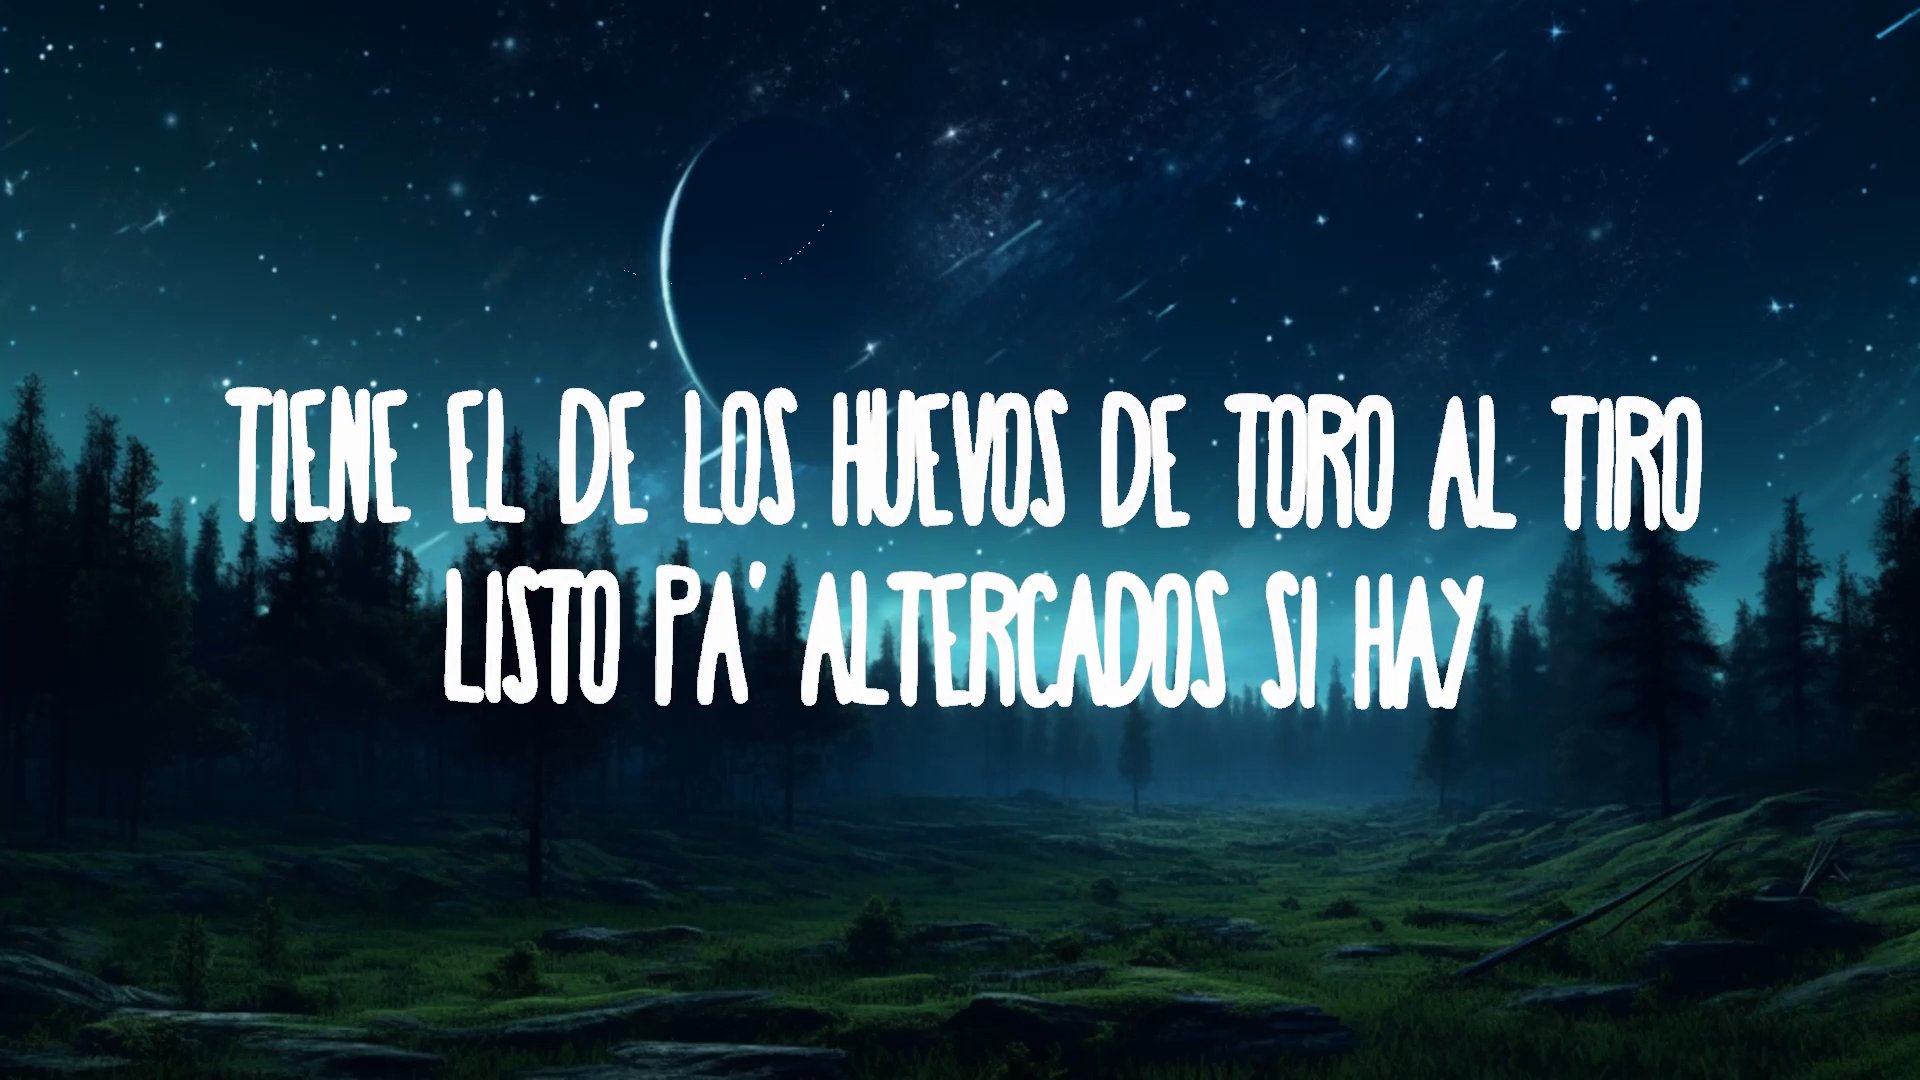 TIENE EL DE LOS HUEVOS DE TORO AL TIRO
LISTO PA' ALTERCADOS SI HAY